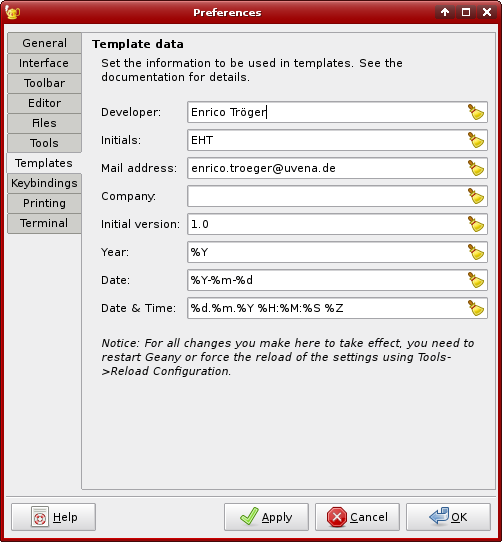 Preferences
General
Interface
Toolbar
Editor
Files
Tools
Templates
Keybindings
Printing
Terminal
Template data
Set the information to be used in templates. See the
documentation for details.
Developer: Enrico Tröger
Initials: EHT
Mail address: enrico.troeger@uvena.de
Company:
Initial version: 1.0
Year: %Y
Date: %Y-%m-%d
Date & Time: %d.%m.%Y %H:%M:%S %Z
Notice: For all changes you make here to take effect, you need to
restart Geany or force the reload of the settings using Tools-
>Reload Configuration.
Help Apply Cancel OK